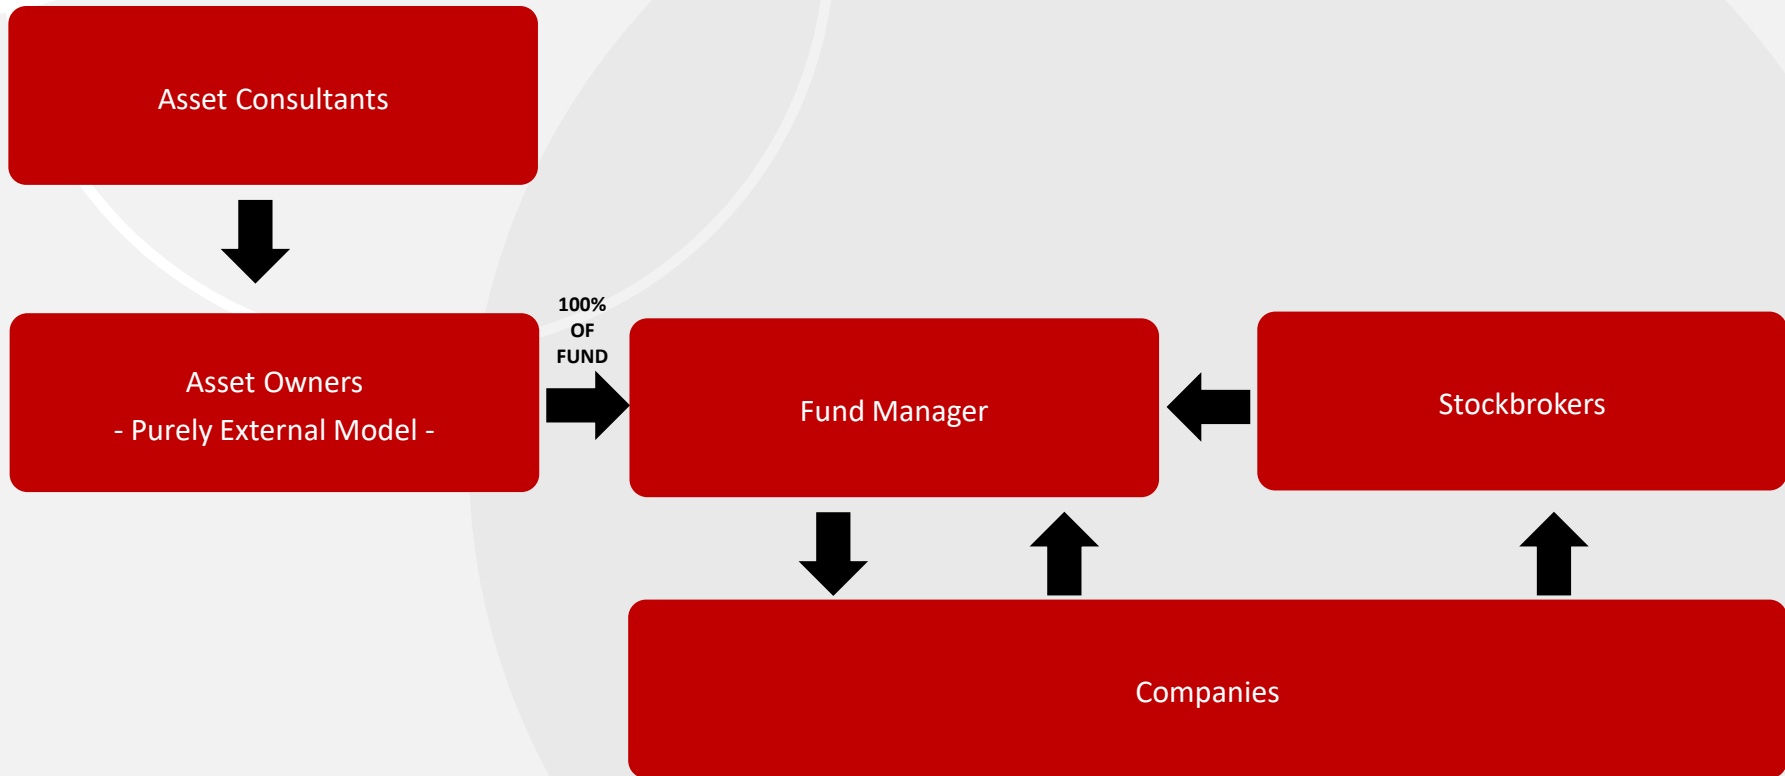 Asset Consultants
100%
OF
FUND
Asset Owners
- Purely External Model -
Fund Manager
Stockbrokers
Companies